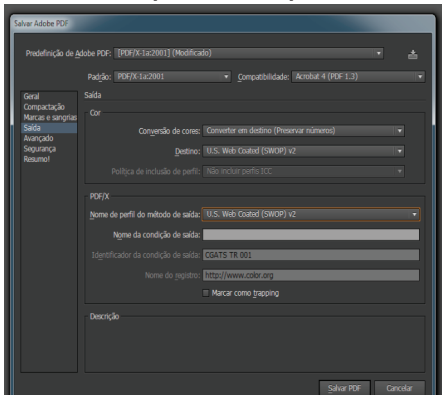 Salvar Adobe PDF
Predefinição de Adobe PDF: [PDF/X-1a:2001] (Modificado)
Padrão: PDF/X-1a:2001 Compatibilidade: Acrobat 4 (PDF 1.3)
Geral
Compactação
Marcas e sangrias
Saída
Avançado
Segurança
Resumo!
Saída
Cor
Conversão de cores: Converter em destino (Preservar números)
Destino: U.S. Web Coated (SWOP) v2
Política de inclusão de perfil: Não incluir perfis ICC
PDF/X
Nome de perfil do método de saída: U.S. Web Coated (SWOP) v2
Nome da condição de saída:
Identificador da condição de saída: CGATS TR 001
Nome do registro: http://www.color.org
Marcar como trapping
Descrição
Salvar PDF Cancelar